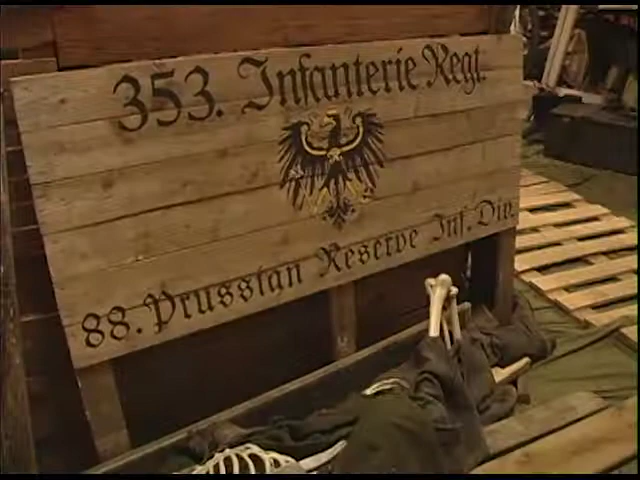 353. Infanterie Regt.
88. Prussian Reserve Inf. Div.